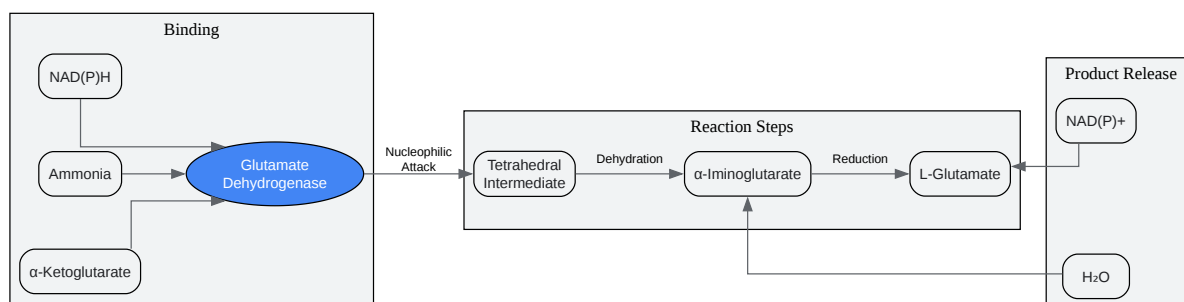 Binding
NAD(P)H
Ammonia
α-Ketoglutarate
Glutamate
Dehydrogenase
Nucleophilic
Attack
Reaction Steps
Tetrahedral
Intermediate
Dehydration
α-Iminoglutarate
Reduction
L-Glutamate
Product Release
NAD(P)+
H₂O